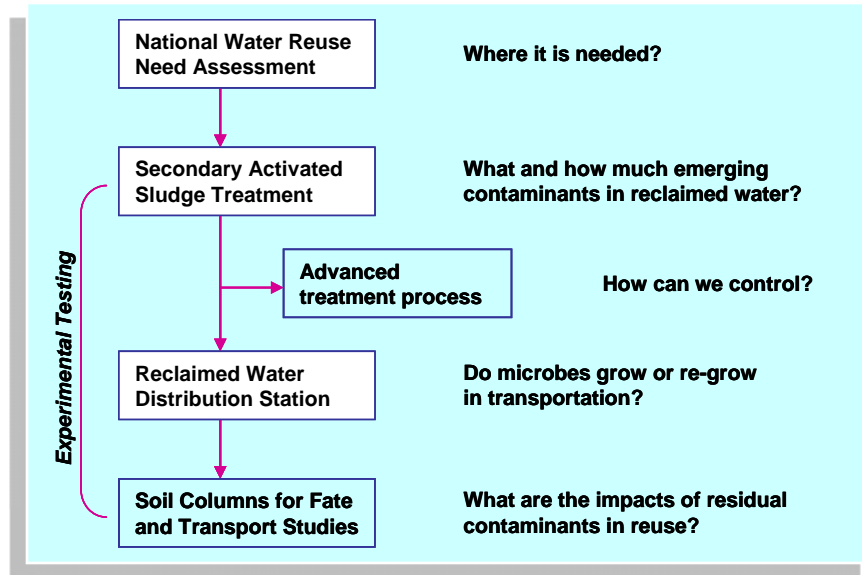 National Water Reuse
Need Assessment
Where it is needed?
Secondary Activated
Sludge Treatment
What and how much emerging
contaminants in reclaimed water?
Advanced
treatment process
How can we control?
Experimental Testing
Reclaimed Water
Distribution Station
Do microbes grow or re-grow
in transportation?
Soil Columns for Fate
and Transport Studies
What are the impacts of residual
contaminants in reuse?